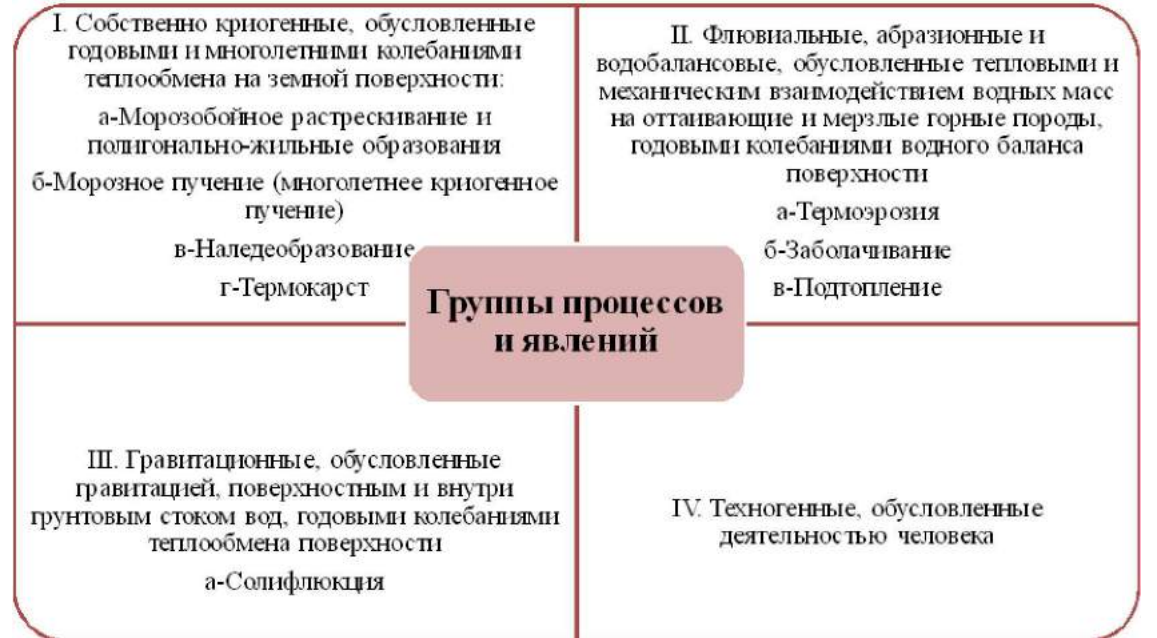 I. Собственно криогенные, обусловленные
годовыми и многолетними колебаниями
теплообмена на земной поверхности:
а-Морозобойное растрескивание и
полигонально-жильные образования
б-Морозное пучение (многолетнее криогенное
пучение)
в-Наледеобразование
г-Термокарст
II. Флювиальные, абразионные и
водобалансовые, обусловленные тепловыми и
механическим взаимодействием водных масс
на оттаивающие и мерзлые горные породы,
годовыми колебаниями водного баланса
поверхности
а-Термоэрозия
б-Заболачивание
в-Подтопление
Группы процессов
и явлений
III. Гравитационные, обусловленные
гравитацией, поверхностным и внутри
грунтовым стоком вод, годовыми колебаниями
теплообмена поверхности
а-Солифлюкция
IV. Техногенные, обусловленные
деятельностью человека